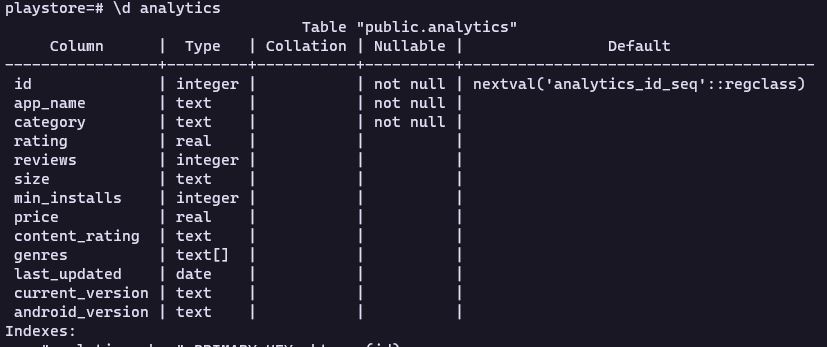 playstore=# \d analytics
                                  Table "public.analytics"
     Column      |  Type   | Collation | Nullable |                Default
-----------------+---------+-----------+----------+---------------------------------------
 id              | integer |           | not null | nextval('analytics_id_seq'::regclass)
 app_name        | text    |           | not null |
 category        | text    |           | not null |
 rating          | real    |           |          |
 reviews         | integer |           |          |
 size            | text    |           |          |
 min_installs    | integer |           |          |
 price           | real    |           |          |
 content_rating  | text    |           |          |
 genres          | text[]  |           |          |
 last_updated    | date    |           |          |
 current_version | text    |           |          |
 android_version | text    |           |          |
Indexes: